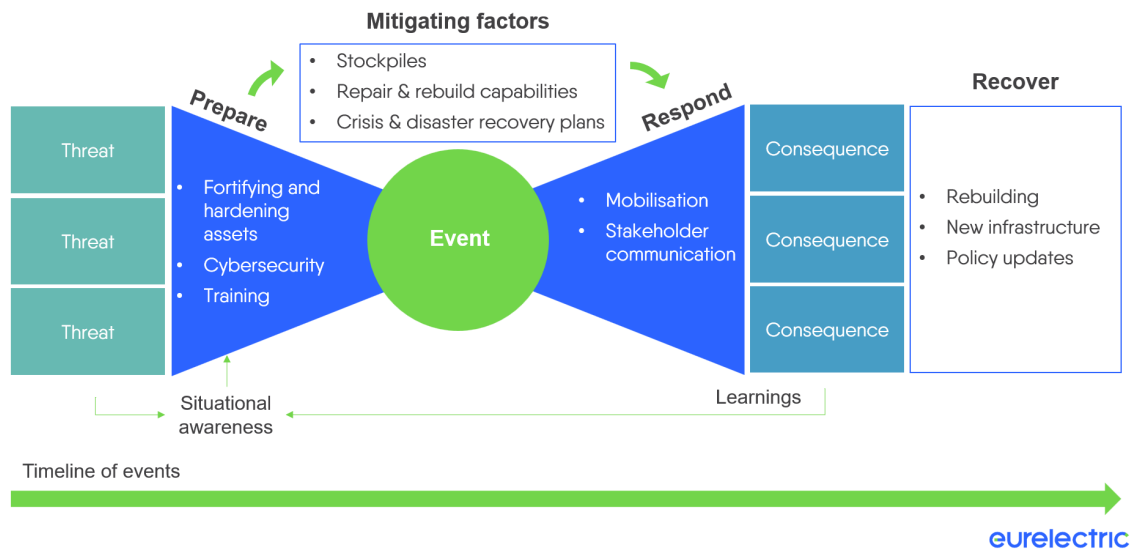 Mitigating factors
Stockpiles
Repair & rebuild capabilities
Crisis & disaster recovery plans
Prepare
Respond
Recover
Threat
Threat
Threat
Fortifying and
hardening
assets
Cybersecurity
Training
Event
Mobilisation
Stakeholder
communication
Consequence
Consequence
Consequence
Rebuilding
New infrastructure
Policy updates
Situational
awareness
Learnings
Timeline of events
eurelectric